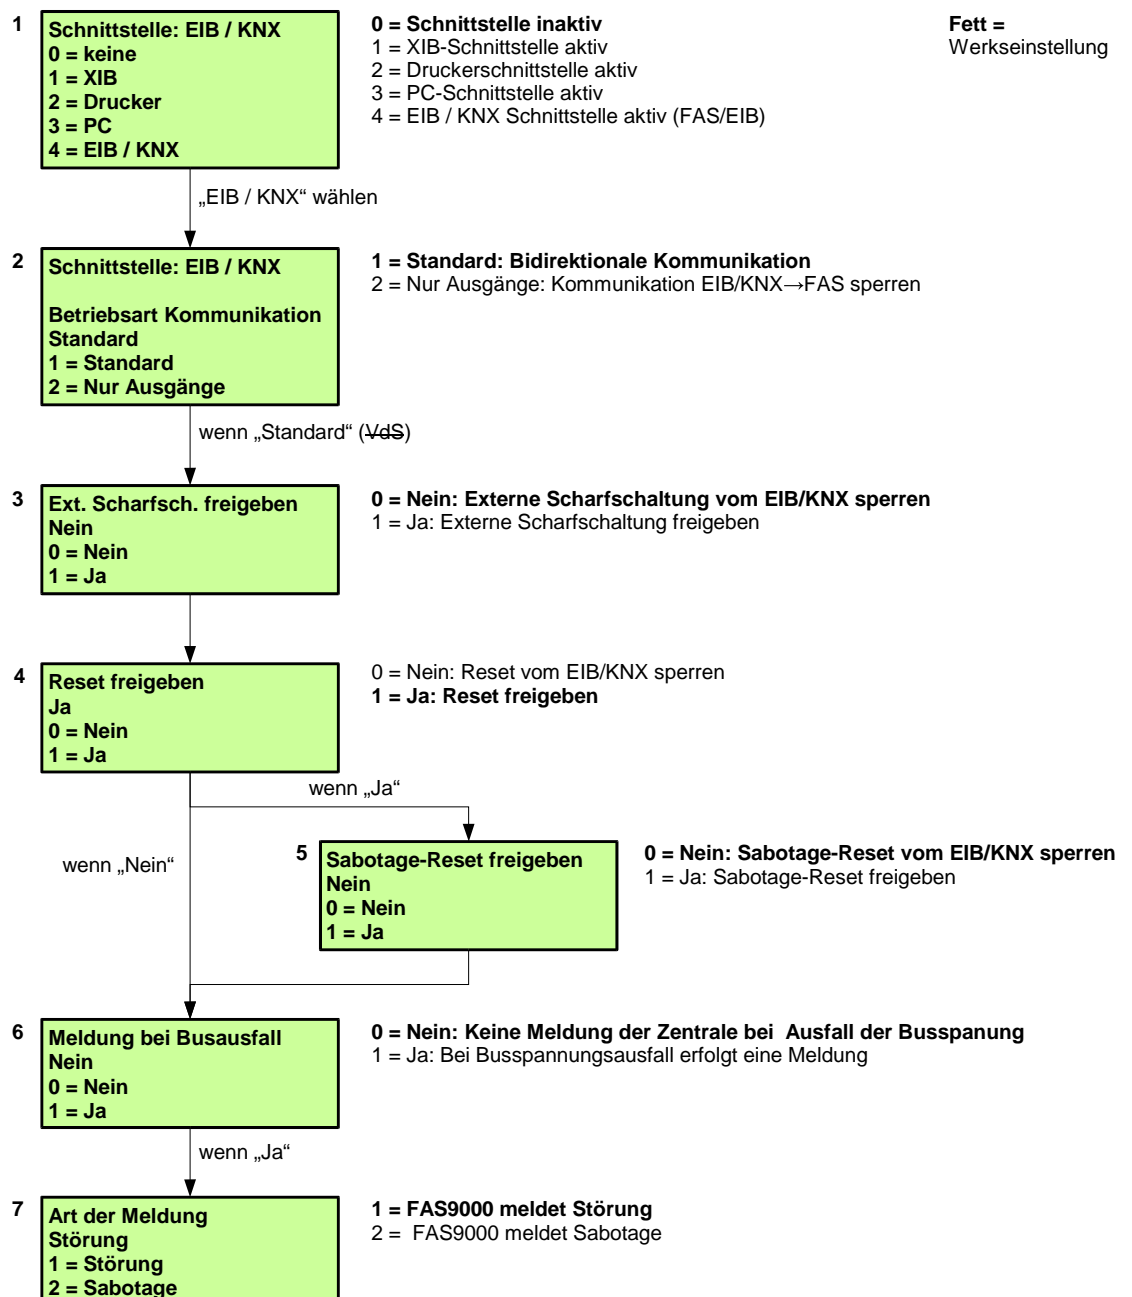 1
Schnittstelle: EIB / KNX
0 = keine
1 = XIB
2 = Drucker
3 = PC
4 = EIB / KNX
0 = Schnittstelle inaktiv
1 = XIB-Schnittstelle aktiv
2 = Druckerschnittstelle aktiv
3 = PC-Schnittstelle aktiv
4 = EIB / KNX Schnittstelle aktiv (FAS/EIB)
Fett =
Werkseinstellung
„EIB / KNX“ wählen
2
Schnittstelle: EIB / KNX
Betriebsart Kommunikation
Standard
1 = Standard
2 = Nur Ausgänge
1 = Standard: Bidirektionale Kommunikation
2 = Nur Ausgänge: Kommunikation EIB/KNX→FAS sperren
wenn „Standard“ (VdS)
3
Ext. Scharfsch. freigeben
Nein
0 = Nein
1 = Ja
0 = Nein: Externe Scharfschaltung vom EIB/KNX sperren
1 = Ja: Externe Scharfschaltung freigeben
4
Reset freigeben
Ja
0 = Nein
1 = Ja
0 = Nein: Reset vom EIB/KNX sperren
1 = Ja: Reset freigeben
wenn „Ja“
wenn „Nein“
5
Sabotage-Reset freigeben
Nein
0 = Nein
1 = Ja
0 = Nein: Sabotage-Reset vom EIB/KNX sperren
1 = Ja: Sabotage-Reset freigeben
6
Meldung bei Busausfall
Nein
0 = Nein
1 = Ja
0 = Nein: Keine Meldung der Zentrale bei  Ausfall der Busspanung
1 = Ja: Bei Busspannungsausfall erfolgt eine Meldung
wenn „Ja“
7
Art der Meldung
Störung
1 = Störung
2 = Sabotage
1 = FAS9000 meldet Störung
2 =  FAS9000 meldet Sabotage